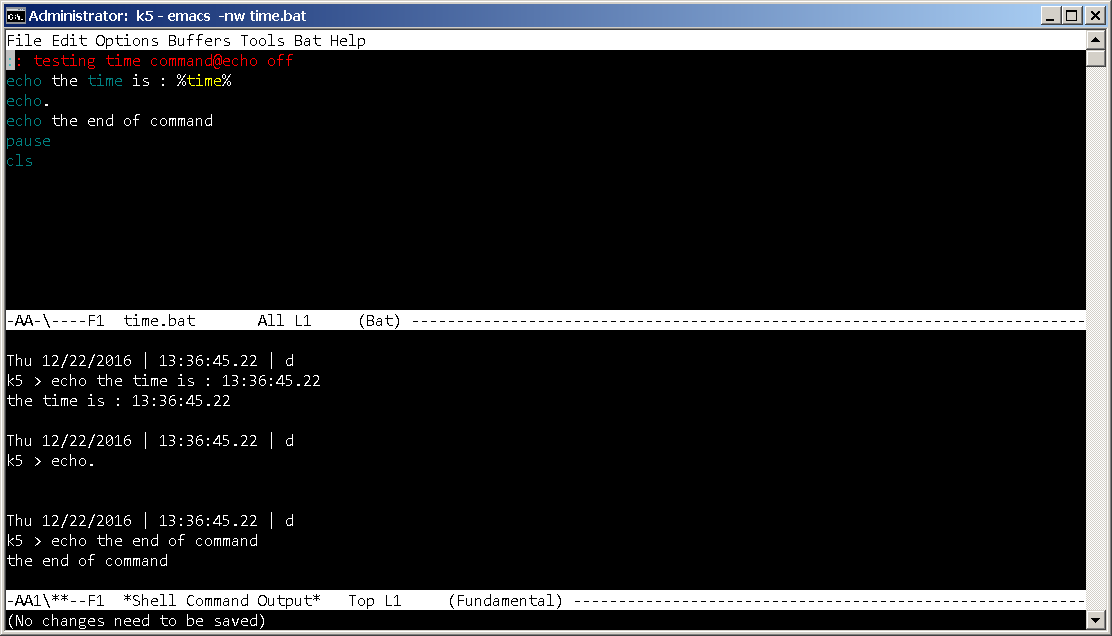 Administrator: k5 - emacs -nw time.bat
File Edit Options Buffers Tools Bat Help
:: testing time command@echo off
echo the time is : %time%
echo.
echo the end of command
pause
cls
-AA-\----F1  time.bat       All L1     (Bat) ---------------------------------------------------------------------------
Thu 12/22/2016 | 13:36:45.22 | d
k5 > echo the time is : 13:36:45.22
the time is : 13:36:45.22
Thu 12/22/2016 | 13:36:45.22 | d
k5 > echo.
Thu 12/22/2016 | 13:36:45.22 | d
k5 > echo the end of command
the end of command
-AA1\**--F1  *Shell Command Output*   Top L1     (Fundamental) ---------------------------------------------------------
(No changes need to be saved)